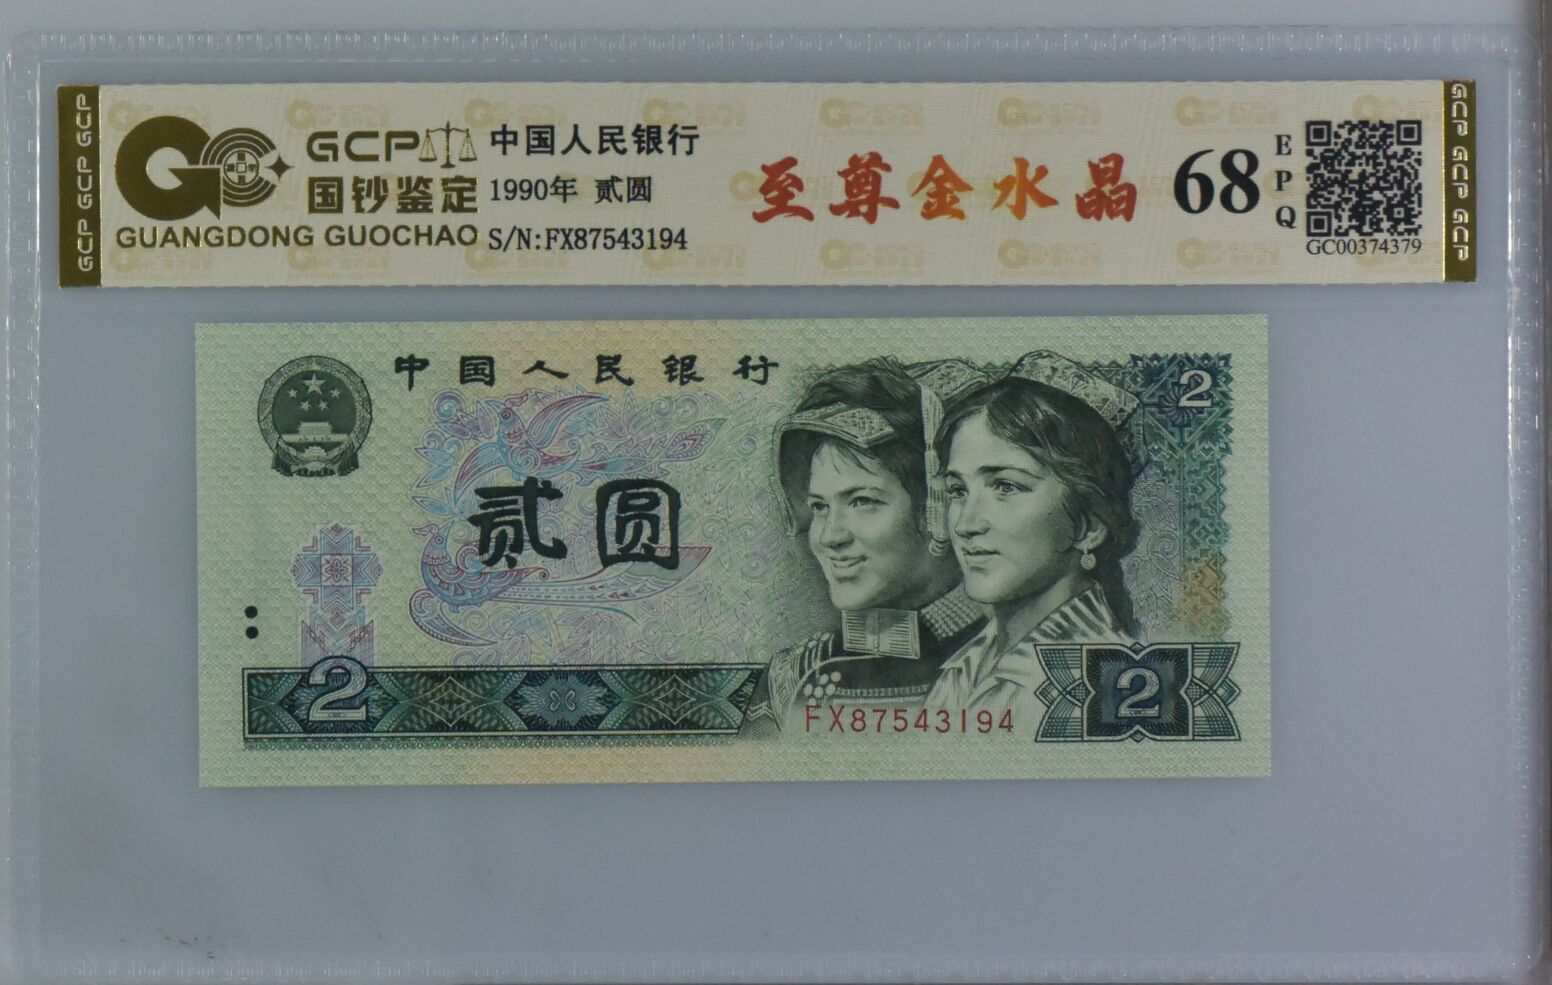 GCP GCP GCP
GCP
国钞鉴定
GUANGDONG GUOCHAO
中国人民银行
1990年 贰圆
S/N:FX87543194
至尊金水晶
68
EPQ
GC00374379
GCP GCP GCP
中国人民银行
2
贰圆
2
FX87543194
2